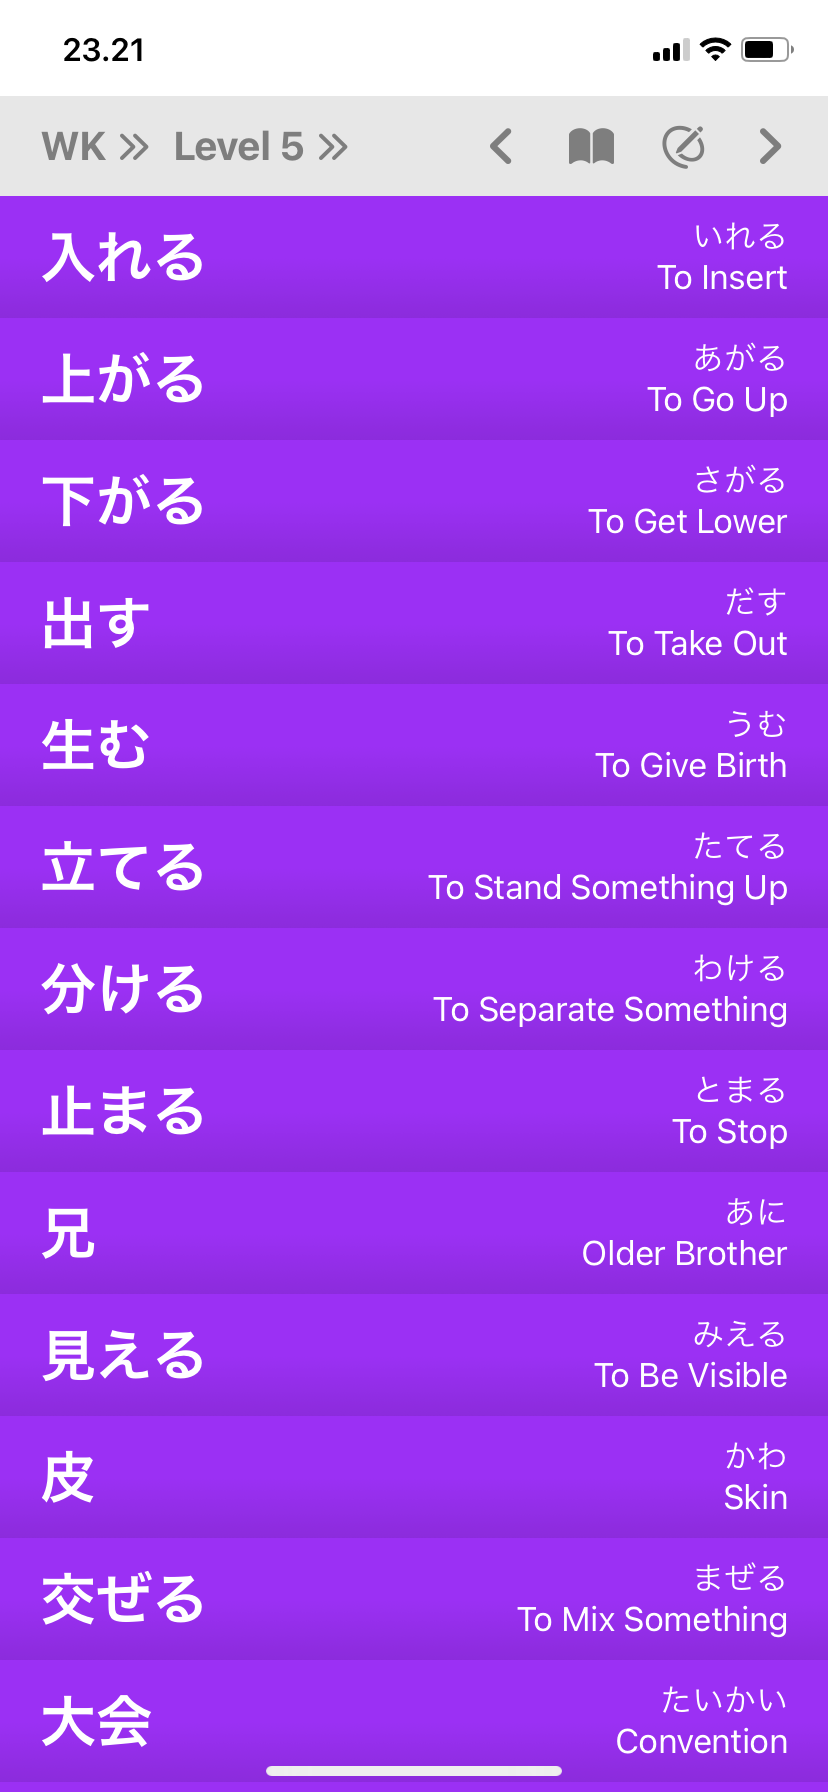 23.21
WK >> Level 5 >>
入れる
いれる
To Insert
上がる
あがる
To Go Up
下がる
さがる
To Get Lower
出す
だす
To Take Out
生む
うむ
To Give Birth
立てる
たてる
To Stand Something Up
分ける
わける
To Separate Something
止まる
とまる
To Stop
兄
あに
Older Brother
見える
みえる
To Be Visible
皮
かわ
Skin
交ぜる
まぜる
To Mix Something
大会
たいかい
Convention